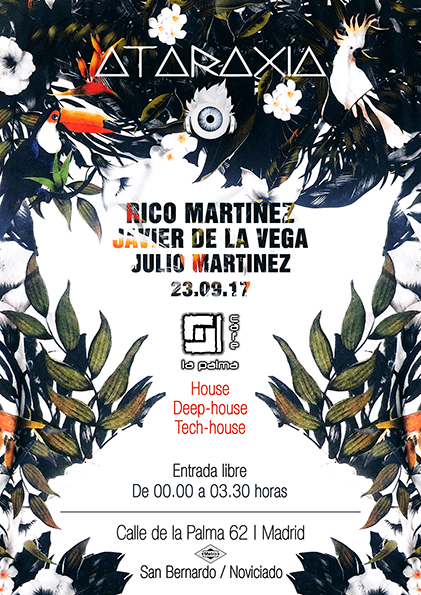 ATARAXIA
RICO MARTINEZ
JAVIER DE LA VEGA
JULIO MARTINEZ
23.09.17
café
la palma
House
Deep-house
Tech-house
Entrada libre
De 00.00 a 03.30 horas
Calle de la Palma 62 I Madrid
Metro
San Bernardo / Noviciado